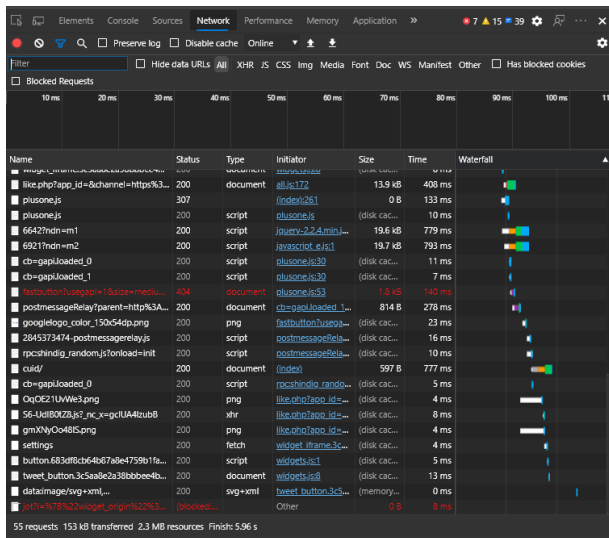 Elements Console Sources Network Performance Memory Application 7 15 39
Preserve log Disable cache Online
Filter Hide data URLs All XHR JS CSS Img Media Font Doc WS Manifest Other Has blocked cookies
Blocked Requests
10 ms 20 ms 30 ms 40 ms 50 ms 60 ms 70 ms 80 ms 90 ms 100 ms 11
Name Status Type Initiator Size Time Waterfall
like.php?app_id=&channel=https%3... 200 document all.js:172 13.9 kB 408 ms
plusone.js 307 (index):261 0 B 133 ms
plusone.js 200 script plusone.js (disk cac... 10 ms
6642?ndn=m1 200 script jquery-2.2.4.min.j... 19.6 kB 779 ms
6921?ndn=m2 200 script javascript e.js:1 19.7 kB 793 ms
cb=gapi.loaded_0 200 script plusone.js:30 (disk cac... 11 ms
cb=gapi.loaded_1 200 script plusone.js:30 (disk cac... 7 ms
fastbutton?usegapi=1&size=mediu... 404 document plusone.js:53 1.8 kB 140 ms
postmessageRelay?parent=http%3A... 200 document cb=gapi.loaded_1... 814 B 278 ms
googlelogo_color_150x54dp.png 200 png fastbutton?usega... (disk cac... 23 ms
2845373474-postmessagerelay.js 200 script postmessageRela... (disk cac... 16 ms
rpc:shindig_random.js?onload=init 200 script postmessageRela... (disk cac... 10 ms
cuid/ 200 document (index) 597 B 777 ms
cb=gapi.loaded_0 200 script rpc:shindig_rando... (disk cac... 5 ms
OqOE21UvWe3.png 200 png like.php?app_id=... (disk cac... 4 ms
S6-UdIB0tZ8.js?_nc_x=gcIUA4lzubB 200 xhr like.php?app_id=... (disk cac... 8 ms
gmXNyOo48lS.png 200 png like.php?app_id=... (disk cac... 4 ms
settings 200 fetch widget_iframe.3c... (disk cac... 4 ms
button.683df8cb64b87a8e4759b1fa... 200 script widgets.js:1 (disk cac... 5 ms
tweet_button.3c5aa8e2a38bbbee4b... 200 document widgets.js:8 (disk cac... 13 ms
data:image/svg+xml,... 200 svg+xml tweet_button.3c5... (memory... 0 ms
jot?l=%7B%22widget_origin%22%3... (blocked: Other 0 B 8 ms
55 requests 153 kB transferred 2.3 MB resources Finish: 5.96 s